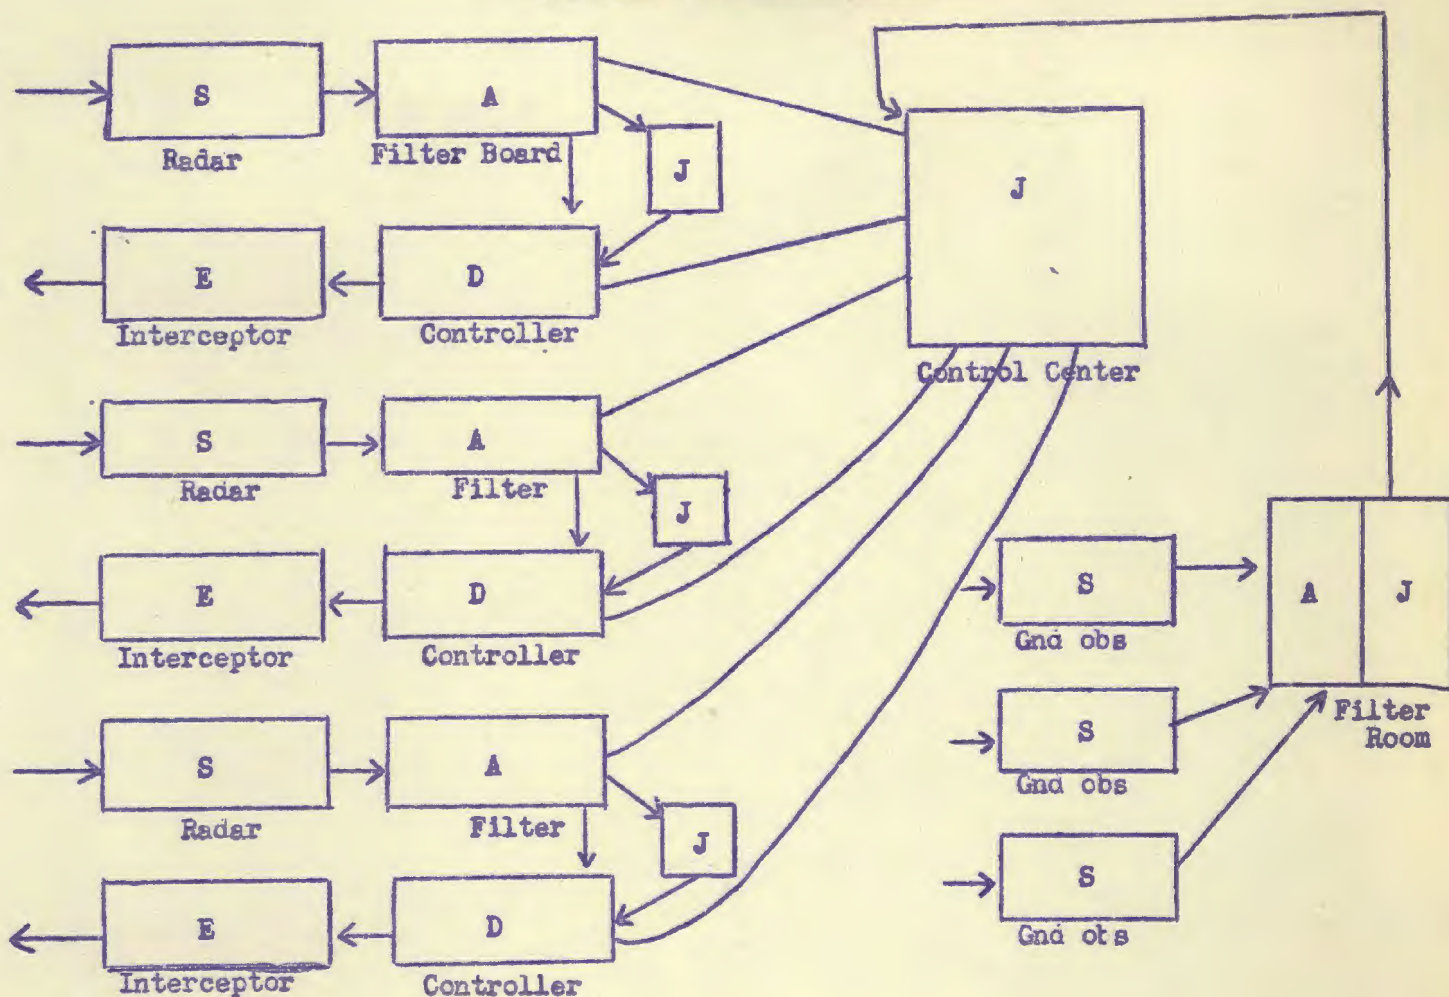 S A
J
Radar Filter Board
J
E D
Interceptor Controller
Control Center
S A
Radar Filter
J
S A J
E D
Gnd obs
Interceptor Controller
S Filter
Room
S A
Gnd obs
Radar Filter
J
S
E D
Gnd obs
Interceptor Controller